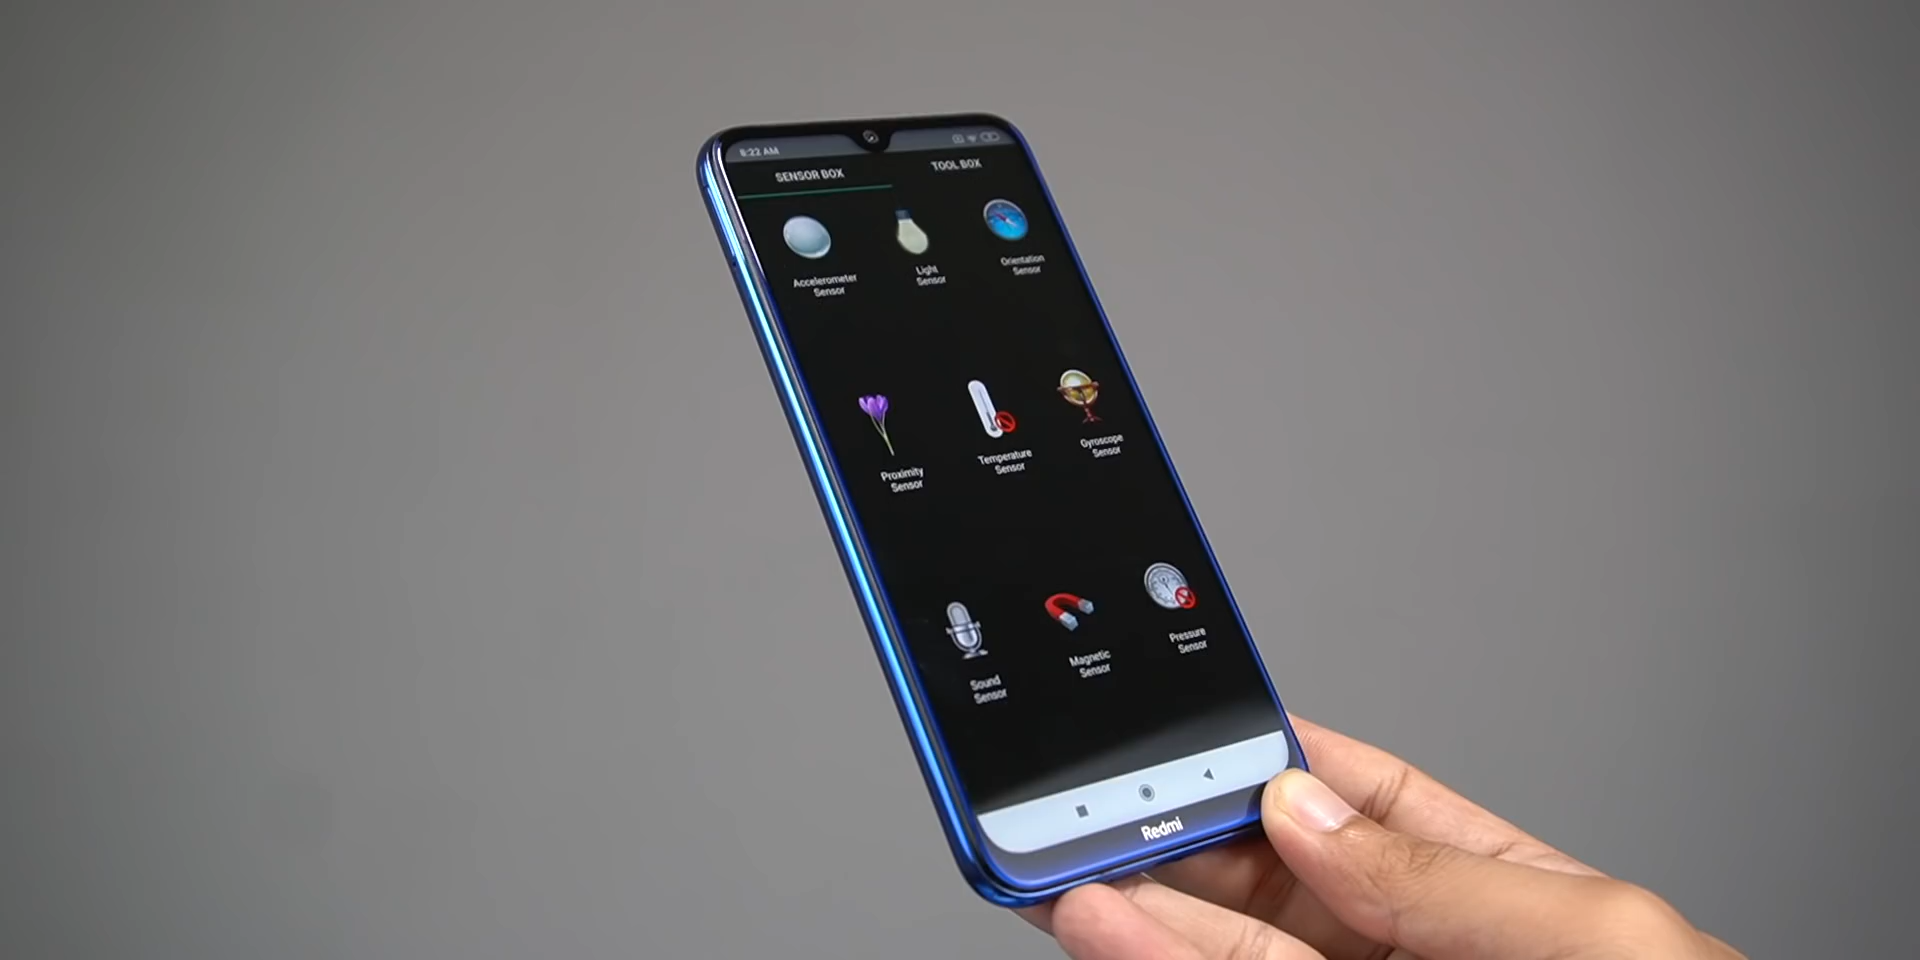 6:22 AM
SENSOR BOX
TOOL BOX
Accelerometer
Sensor
Light
Sensor
Orientation
Sensor
Proximity
Sensor
Temperature
Sensor
Gyroscope
Sensor
Sound
Sensor
Magnetic
Sensor
Pressure
Sensor
Redmi